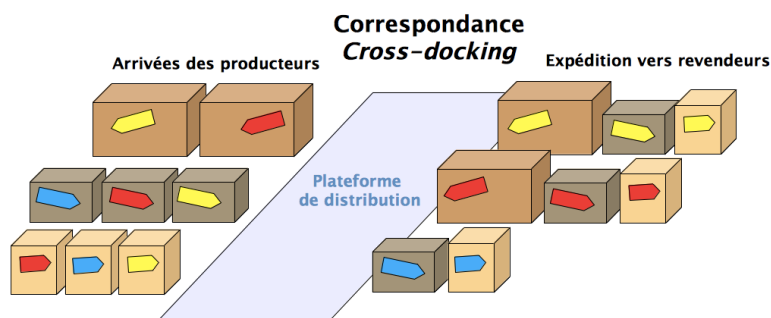 Correspondance
Cross-docking
Arrivées des producteurs
Expédition vers revendeurs
Plateforme
de distribution